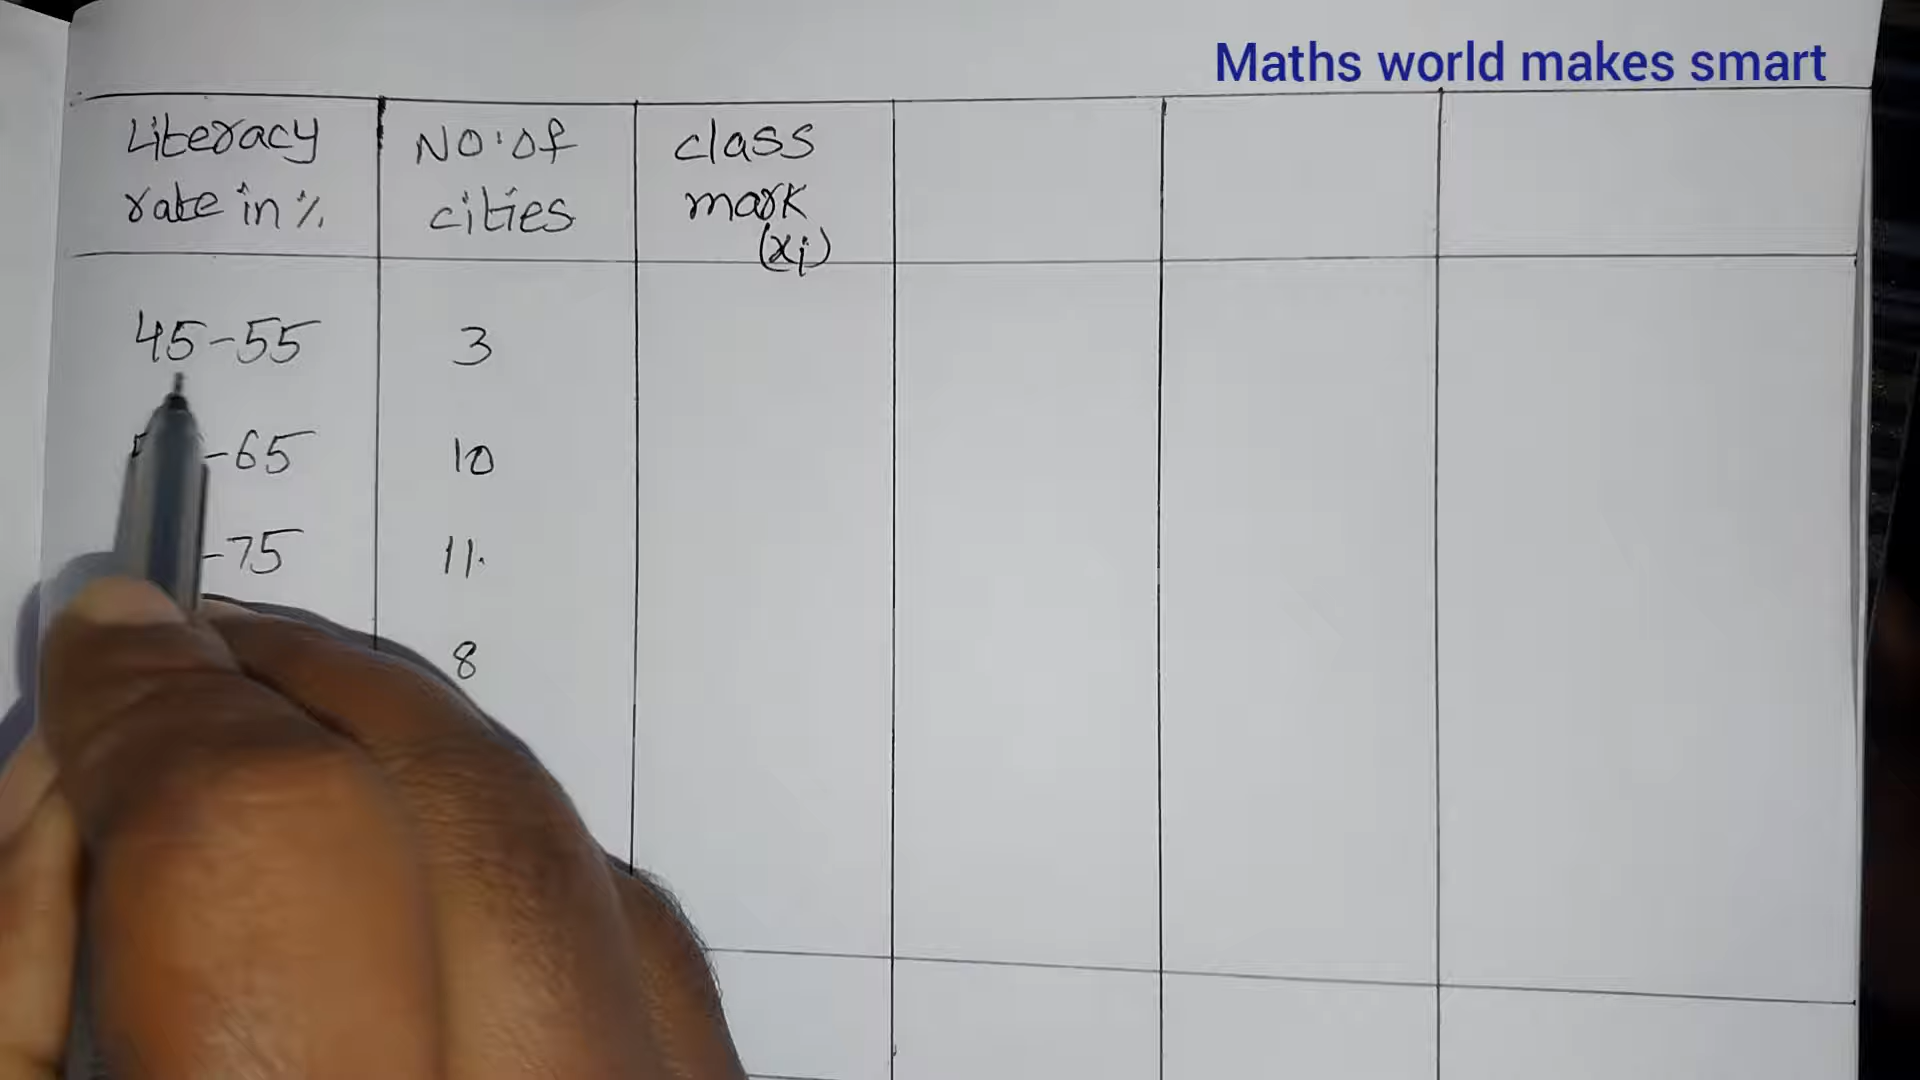 Maths world makes smart
Literacy rate in %
No. of cities
class mark (xi)
45-55 3
-65 10
-75 11.
8